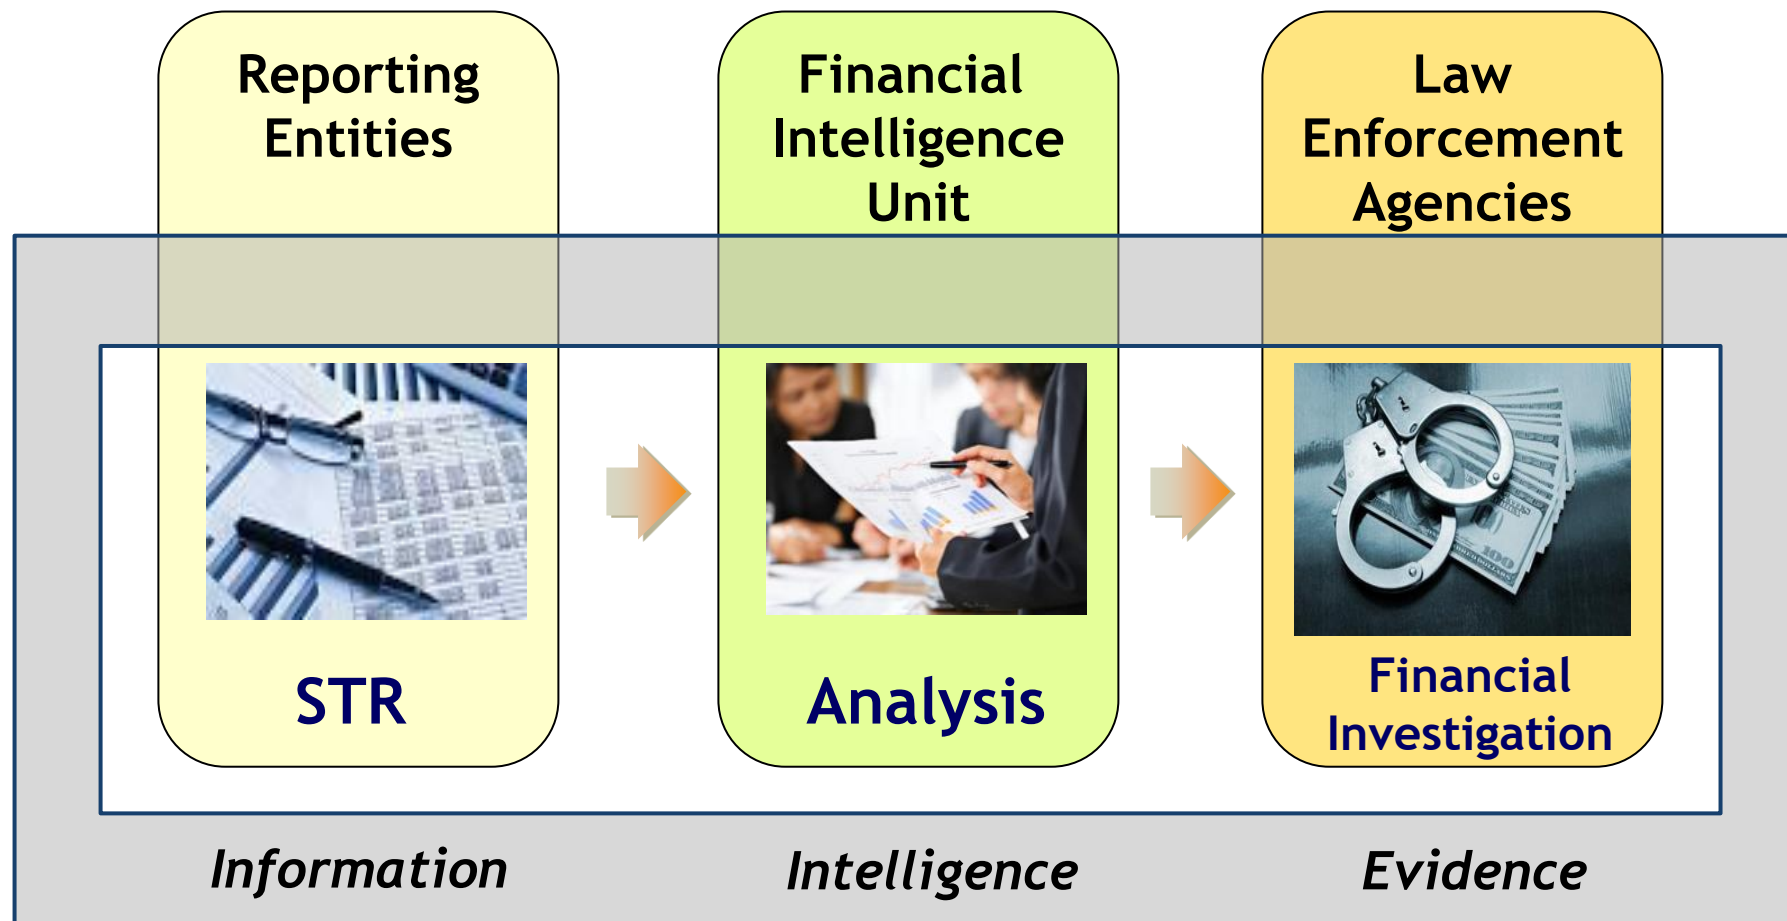 Reporting
Entities
Financial
Intelligence
Unit
Law
Enforcement
Agencies
STR
Analysis
Financial
Investigation
Information
Intelligence
Evidence